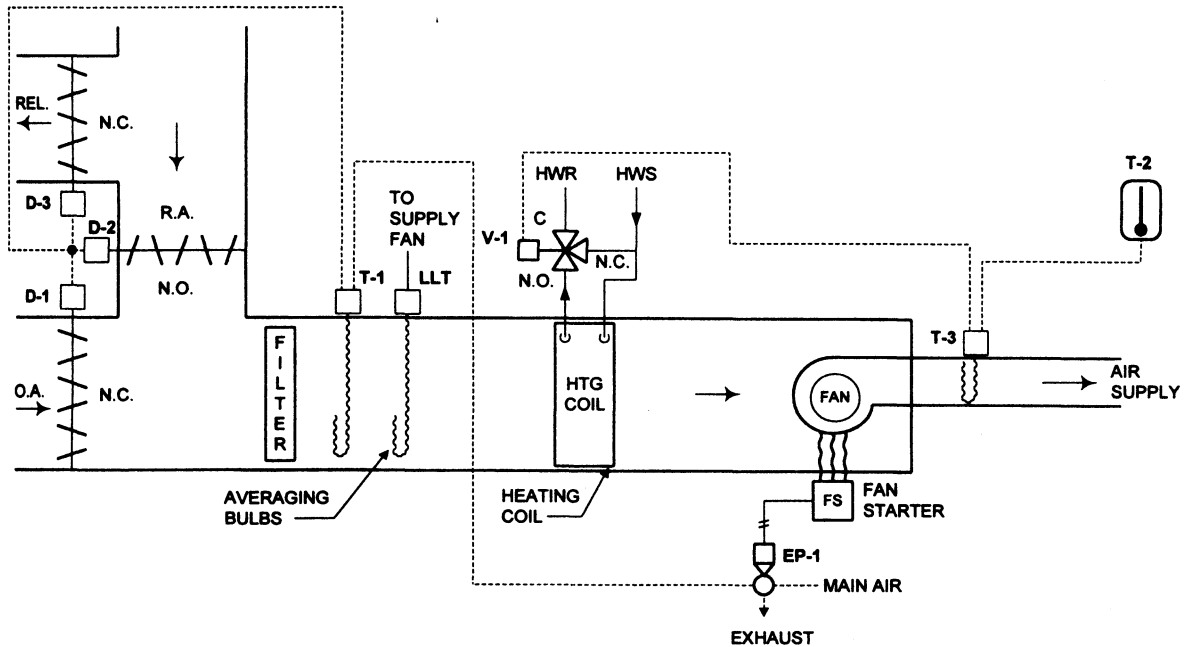 REL.
N.C.
D-3
D-2
R.A.
N.O.
D-1
O.A.
N.C.
FILTER
TO
SUPPLY
FAN
T-1
LLT
AVERAGING
BULBS
HWR
HWS
C
V-1
N.C.
N.O.
HTG
COIL
HEATING
COIL
T-2
T-3
AIR
SUPPLY
FAN
FS
FAN
STARTER
EP-1
MAIN AIR
EXHAUST